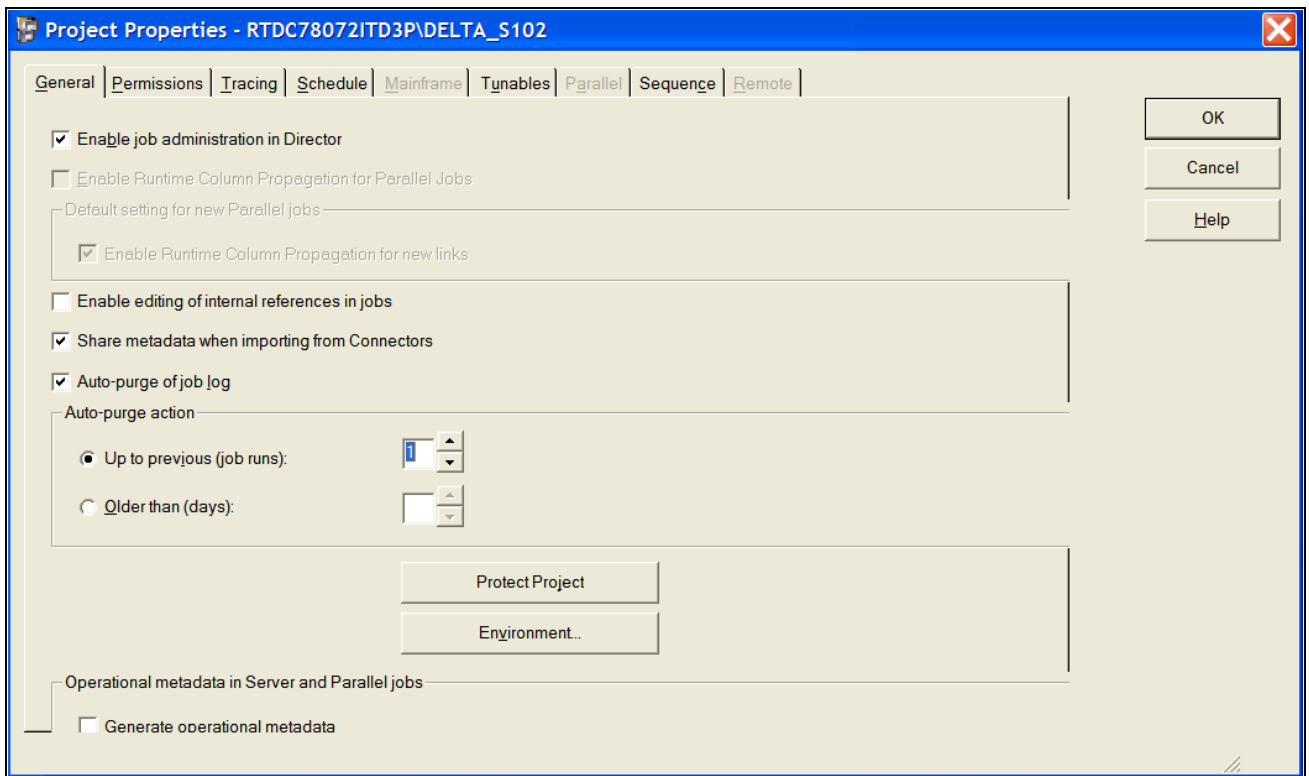 Project Properties - RTDC78072ITD3P\DELTA_S102
General Permissions Tracing Schedule Mainframe Tunables Parallel Sequence Remote
OK
Enable job administration in Director
Cancel
Enable Runtime Column Propagation for Parallel Jobs
Default setting for new Parallel jobs
Help
Enable Runtime Column Propagation for new links
Enable editing of internal references in jobs
Share metadata when importing from Connectors
Auto-purge of job log
Auto-purge action
Up to previous (job runs): 1
Older than (days):
Protect Project
Environment...
Operational metadata in Server and Parallel jobs
Generate operational metadata